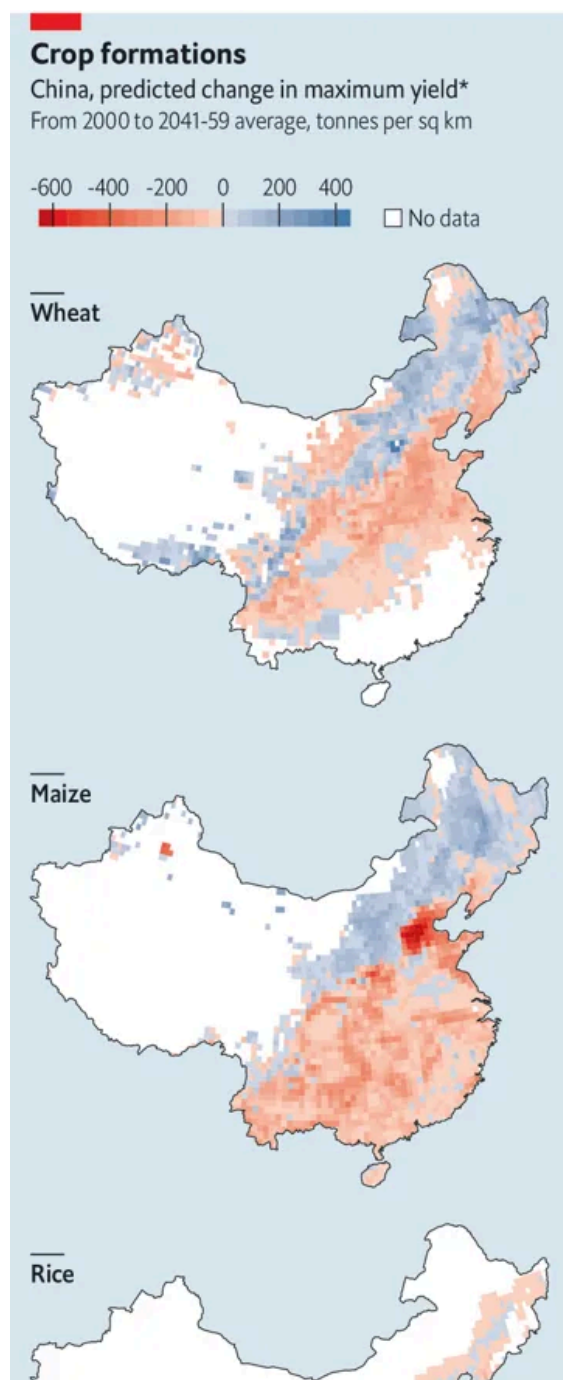 Crop formations
China, predicted change in maximum yield*
From 2000 to 2041-59 average, tonnes per sq km
-600 -400 -200 0 200 400
No data
Wheat
Maize
Rice